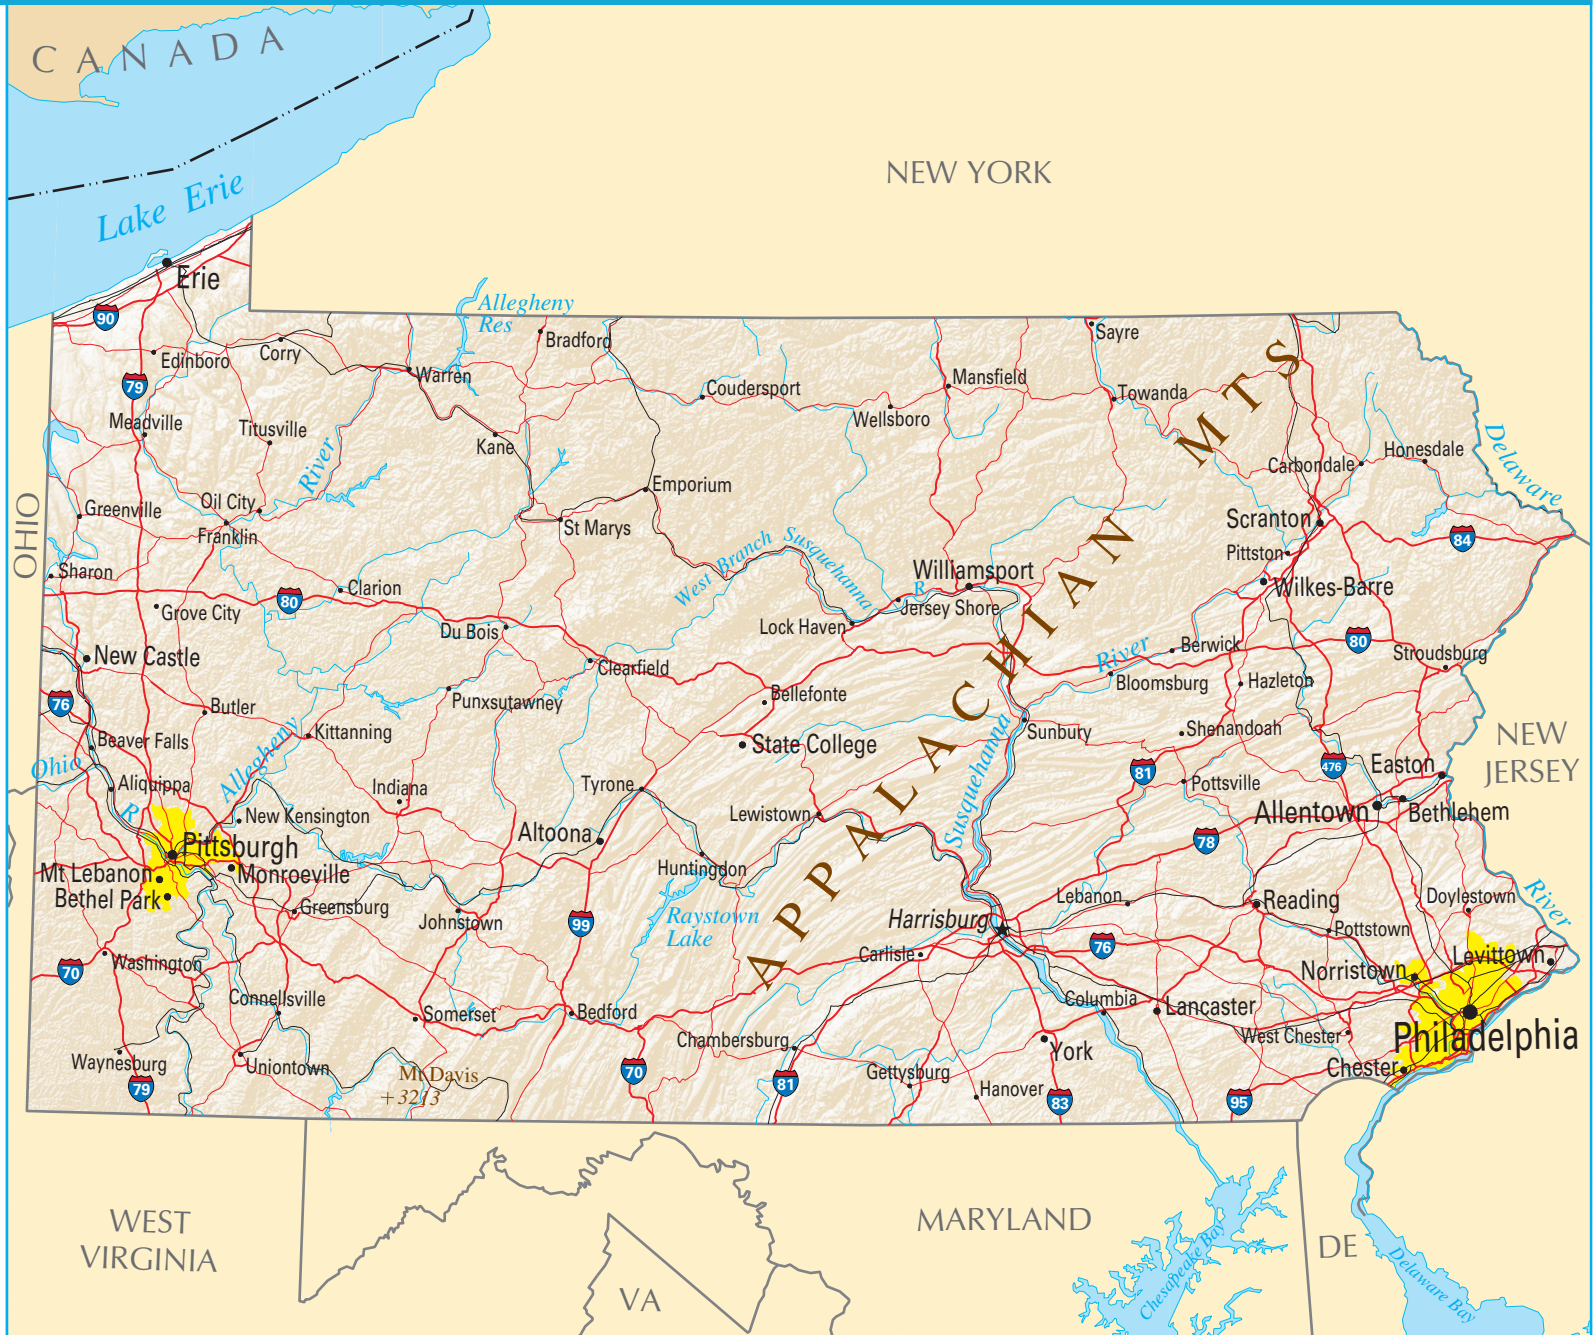 CANADA
NEW YORK
Lake Erie
Erie
90
Allegheny
Res
Bradford
Sayre
Edinboro
Corry
Warren
79
Coudersport
Mansfield
Towanda
Wellsboro
Meadville
Titusville
Kane
River
Emporium
Carbondale
Honesdale
Delaware
OHIO
Greenville
Oil City
Franklin
St Marys
Scranton
84
Pittston
West Branch Susquehanna
R
Williamsport
Wilkes-Barre
Sharon
80
Clarion
Grove City
Jersey Shore
Lock Haven
Du Bois
80
New Castle
Clearfield
River
Berwick
Stroudsburg
76
Punxsutawney
Bellefonte
Bloomsburg
Hazleton
Butler
Kittanning
Beaver Falls
State College
Sunbury
Shenandoah
NEW
JERSEY
Ohio
R
Aliquippa
Allegheny
Indiana
Tyrone
81
Pottsville
476
Easton
New Kensington
Lewistown
Susquehanna
Allentown
Bethlehem
Altoona
Pittsburgh
78
Mt Lebanon
Monroeville
Huntingdon
Bethel Park
Greensburg
Johnstown
99
Raystown
Lake
Lebanon
Reading
Doylestown
River
Harrisburg
Pottstown
Carlisle
76
Levittown
70
Washington
Norristown
APPALACHIAN MTS
Connellsville
Somerset
Bedford
Columbia
Lancaster
Philadelphia
West Chester
Chambersburg
York
Waynesburg
Uniontown
Mt Davis
+3213
Gettysburg
Hanover
Chester
79
70
81
83
95
WEST
VIRGINIA
MARYLAND
VA
DE
Chesapeake Bay
Delaware Bay